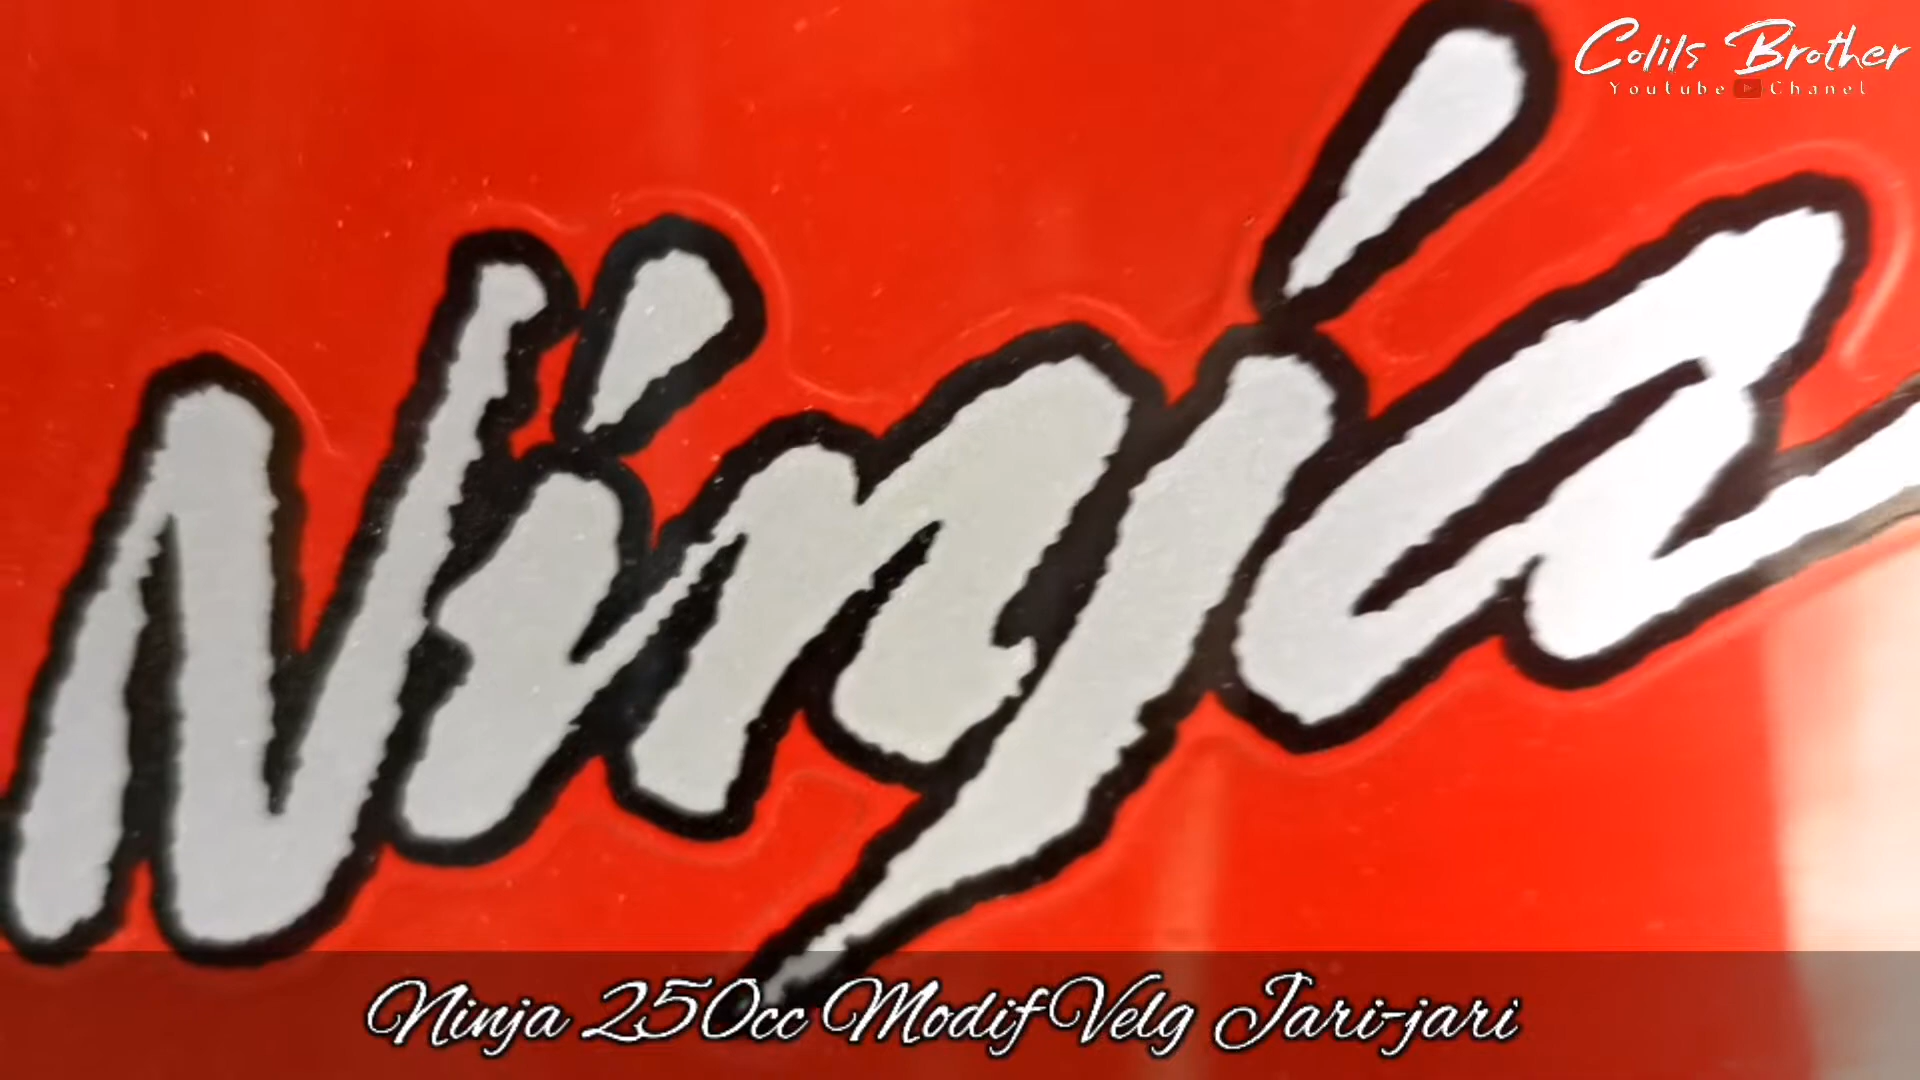 Colils Brother
Youtube Chanel
Ninja
Ninja 250cc Modif Velg Jari-jari